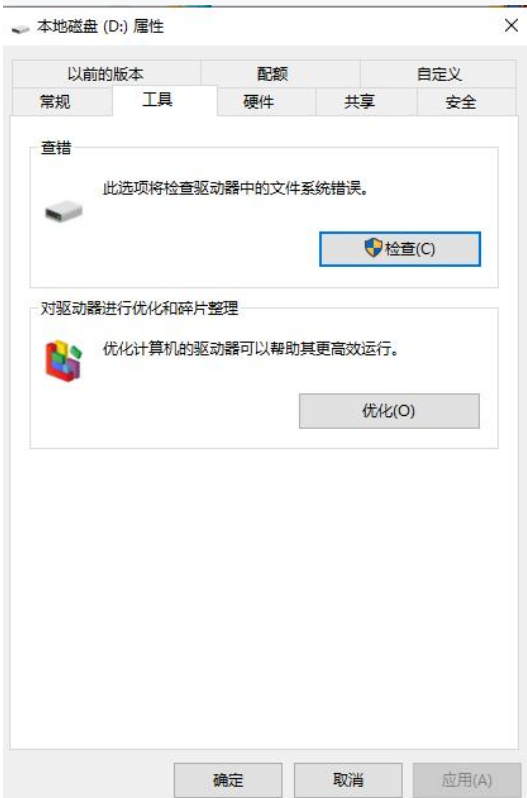 本地磁盘 (D:) 属性
以前的版本 配额 自定义
常规 工具 硬件 共享 安全
查错
此选项将检查驱动器中的文件系统错误。
检查(C)
对驱动器进行优化和碎片整理
优化计算机的驱动器可以帮助其更高效运行。
优化(O)
确定 取消 应用(A)